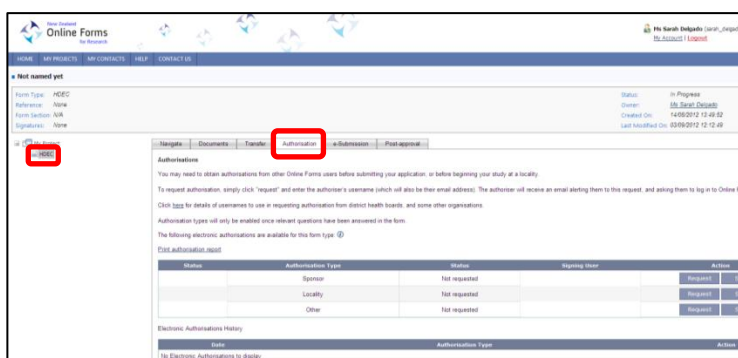 New Zealand
Online Forms
for Research
Ms Sarah Delgado (sarah_delgad
My Account | Logout
HOME MY PROJECTS MY CONTACTS HELP CONTACT US
Not named yet
Form Type: HDEC
Reference: None
Form Section: N/A
Signatures: None
Status: In Progress
Owner: Ms Sarah Delgado
Created On: 14/08/2012 13:49:52
Last Modified On: 03/09/2012 12:12:49
My Project
HDEC
Navigate Documents Transfer Authorisation e-Submission Post-approval
Authorisations
You may need to obtain authorisations from other Online Forms users before submitting your application, or before beginning your study at a locality.
To request authorisation, simply click "request" and enter the authoriser's username (which will also be their email address). The authoriser will receive an email alerting them to this request, and asking them to log in to Online
Click here for details of usernames to use in requesting authorisation from district health boards, and some other organisations.
Authorisation types will only be enabled once relevant questions have been answered in the form.
The following electronic authorisations are available for this form type:
Print authorisation report
Status Authorisation Type Status Signing User Action
Sponsor Not requested Request
Locality Not requested Request
Other Not requested Request
Electronic Authorisations History
Date Authorisation Type Action
No Electronic Authorisations to display